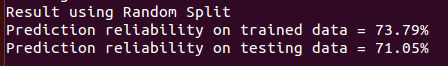 Result using Random Split
Prediction reliability on trained data = 73.79%
Prediction reliability on testing data = 71.05%